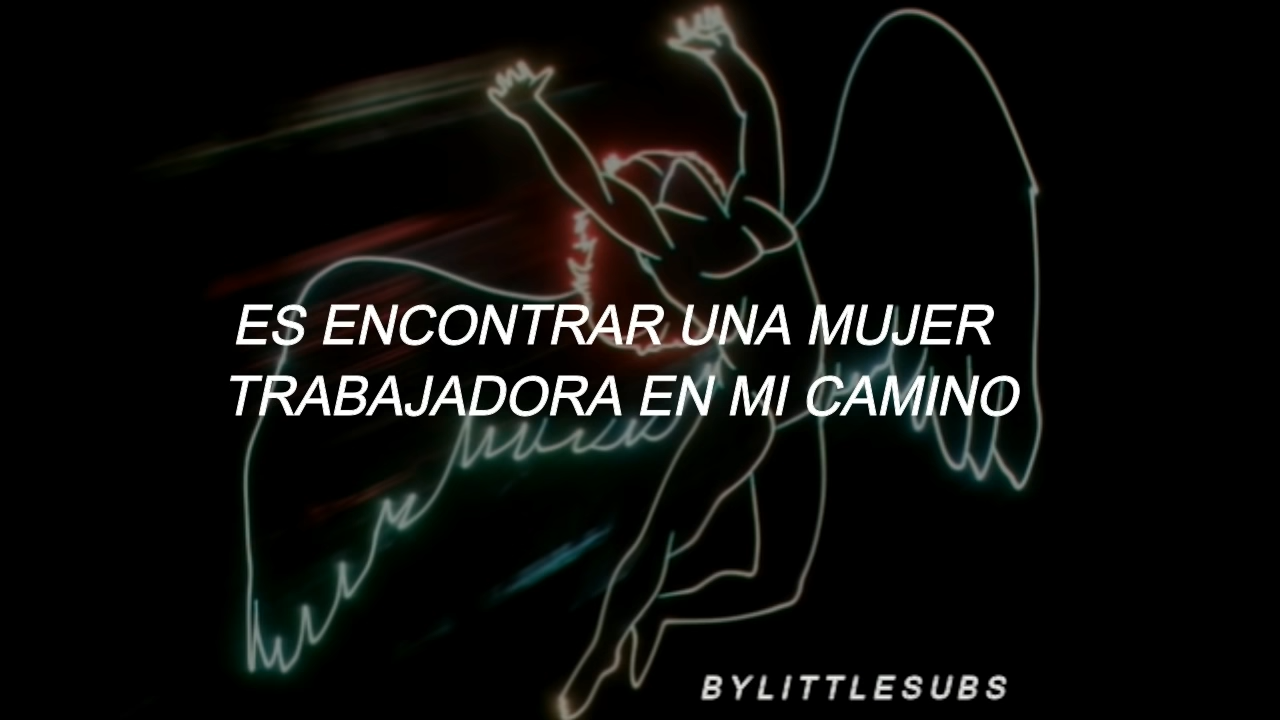 ES ENCONTRAR UNA MUJER
TRABAJADORA EN MI CAMINO
BYLITTLESUBS